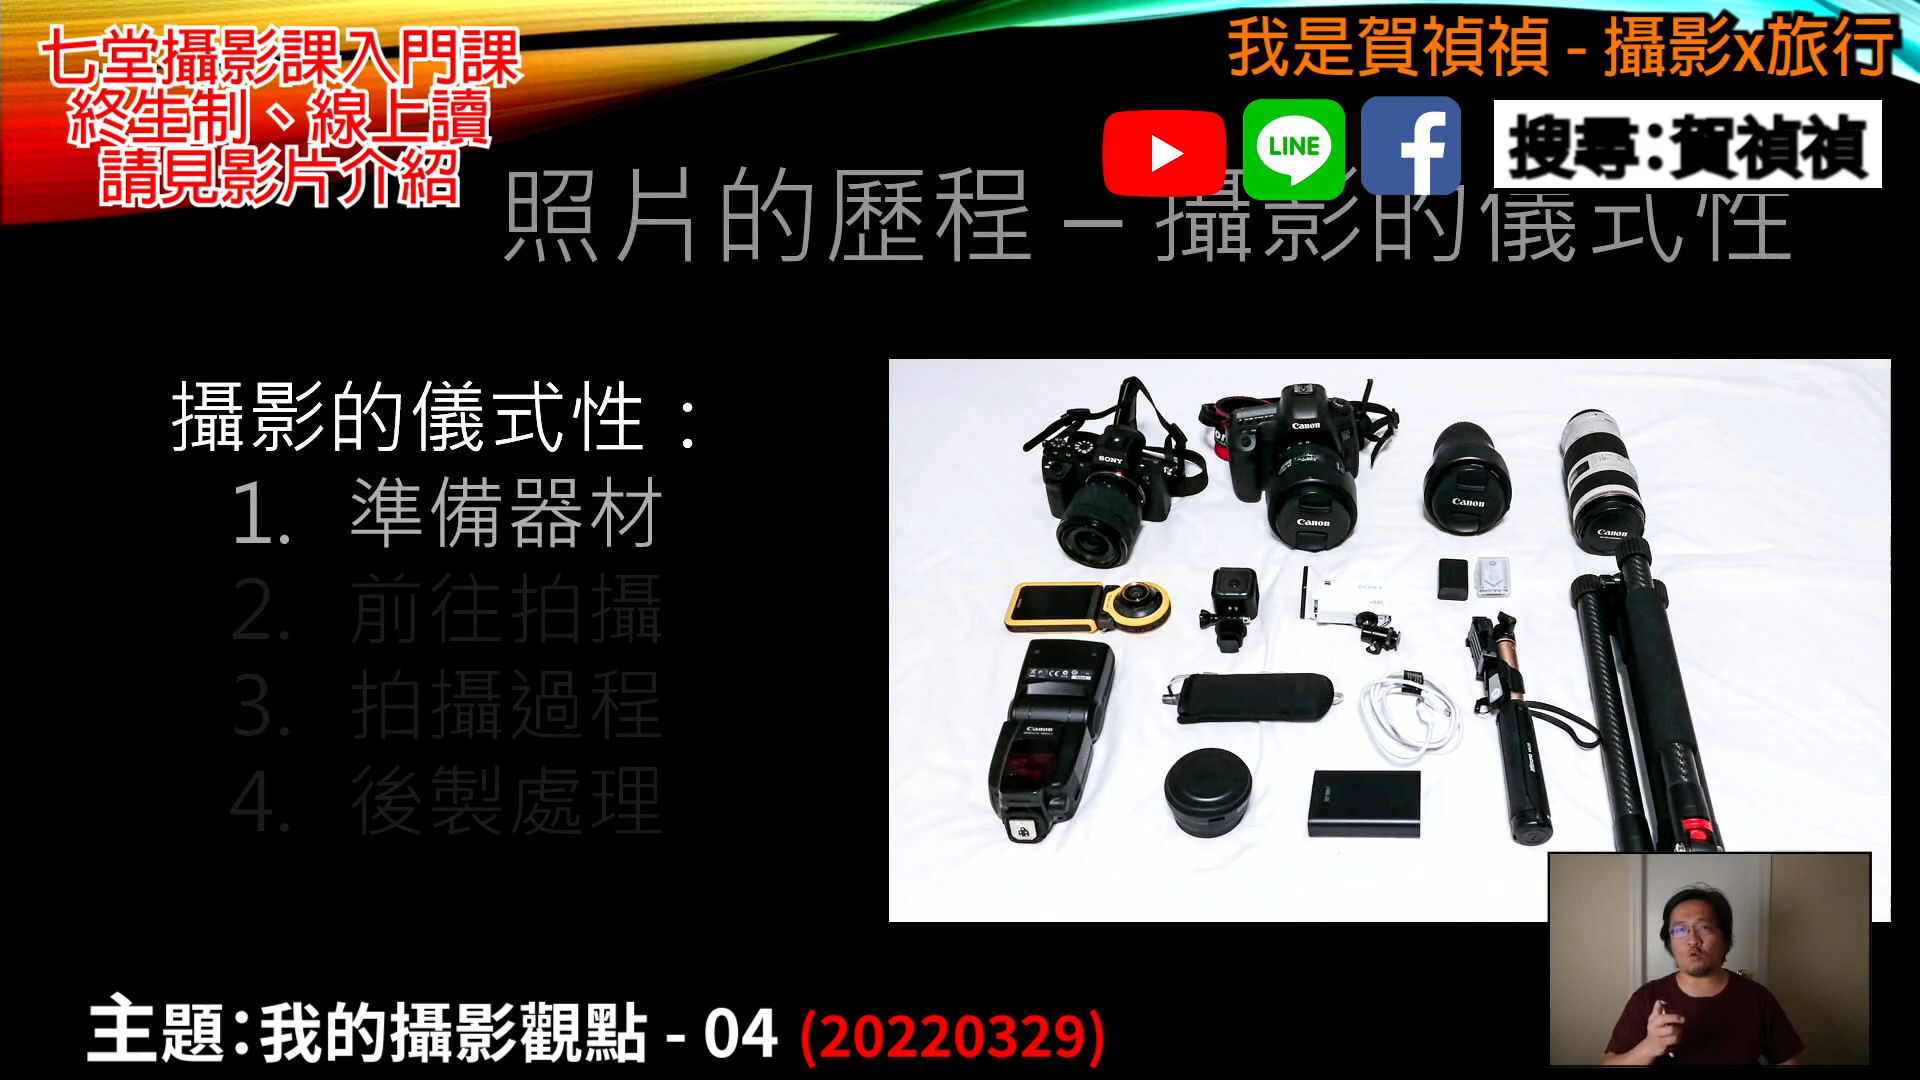 七堂攝影課入門課
終生制、線上讀
請見影片介紹
我是賀禎禎 - 攝影x旅行
LINE
搜尋:賀禎禎
照片的歷程 – 攝影的儀式性
攝影的儀式性：
1. 準備器材
2. 前往拍攝
3. 拍攝過程
4. 後製處理
SONY
Canon
Canon
Canon
Canon
SONY
Canon
主題:我的攝影觀點 - 04 (20220329)